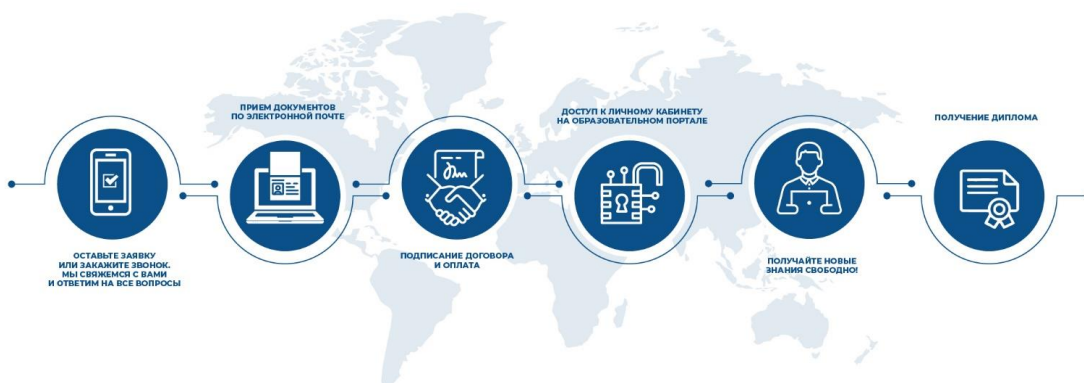 ОСТАВЬТЕ ЗАЯВКУ
ИЛИ ЗАКАЖИТЕ ЗВОНОК.
МЫ СВЯЖЕМСЯ С ВАМИ
И ОТВЕТИМ НА ВСЕ ВОПРОСЫ
ПРИЕМ ДОКУМЕНТОВ
ПО ЭЛЕКТРОННОЙ ПОЧТЕ
ПОДПИСАНИЕ ДОГОВОРА
И ОПЛАТА
ДОСТУП К ЛИЧНОМУ КАБИНЕТУ
НА ОБРАЗОВАТЕЛЬНОМ ПОРТАЛЕ
ПОЛУЧАЙТЕ НОВЫЕ
ЗНАНИЯ СВОБОДНО!
ПОЛУЧЕНИЕ ДИПЛОМА